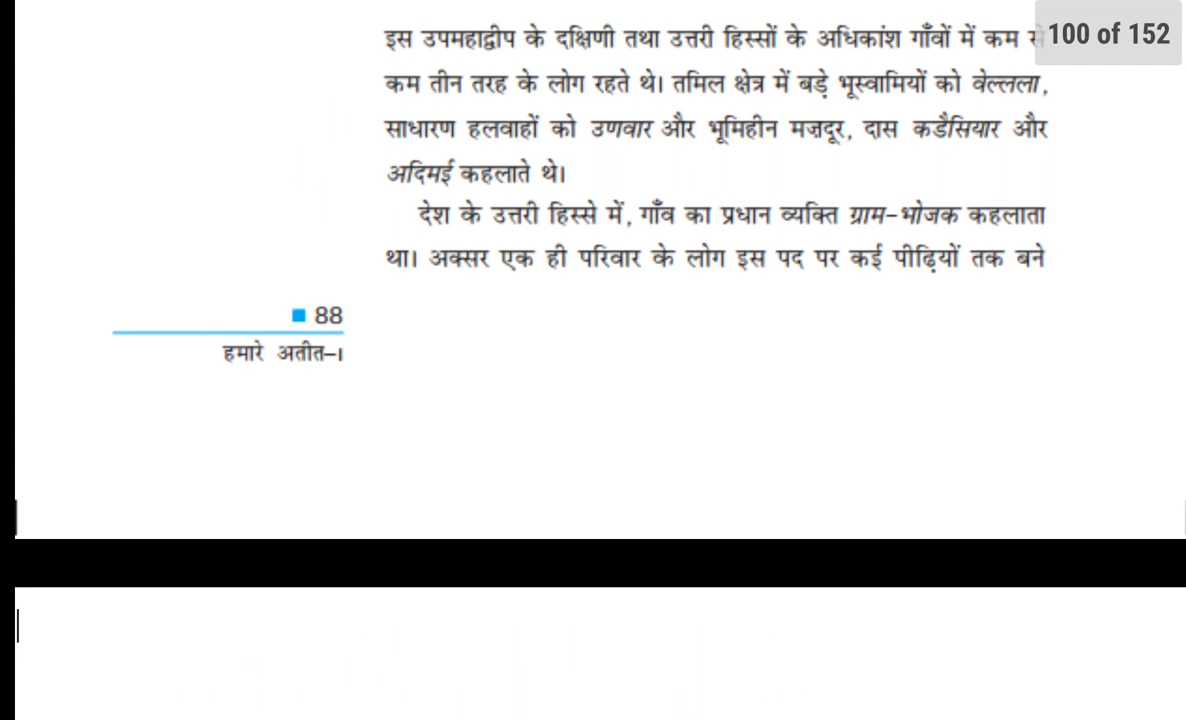 इस उपमहाद्वीप के दक्षिणी तथा उत्तरी हिस्सों के अधिकांश गाँवों में कम से
100 of 152
कम तीन तरह के लोग रहते थे। तमिल क्षेत्र में बड़े भूस्वामियों को वेल्लला,
साधारण हलवाहों को उणवार और भूमिहीन मज़दूर, दास कडैसियार और
अदिमई कहलाते थे।
देश के उत्तरी हिस्से में, गाँव का प्रधान व्यक्ति ग्राम-भोजक कहलाता
था। अक्सर एक ही परिवार के लोग इस पद पर कई पीढ़ियों तक बने
■ 88
हमारे अतीत–I